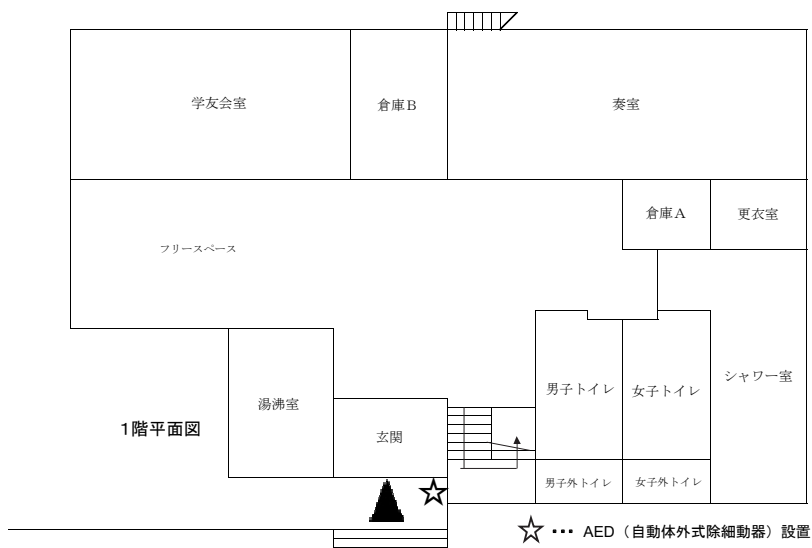 学友会室
倉庫B
奏室
倉庫A
更衣室
フリースペース
シャワー室
男子トイレ
女子トイレ
湯沸室
1階平面図
玄関
男子外トイレ
女子外トイレ
☆ ・・・ AED（自動体外式除細動器）設置